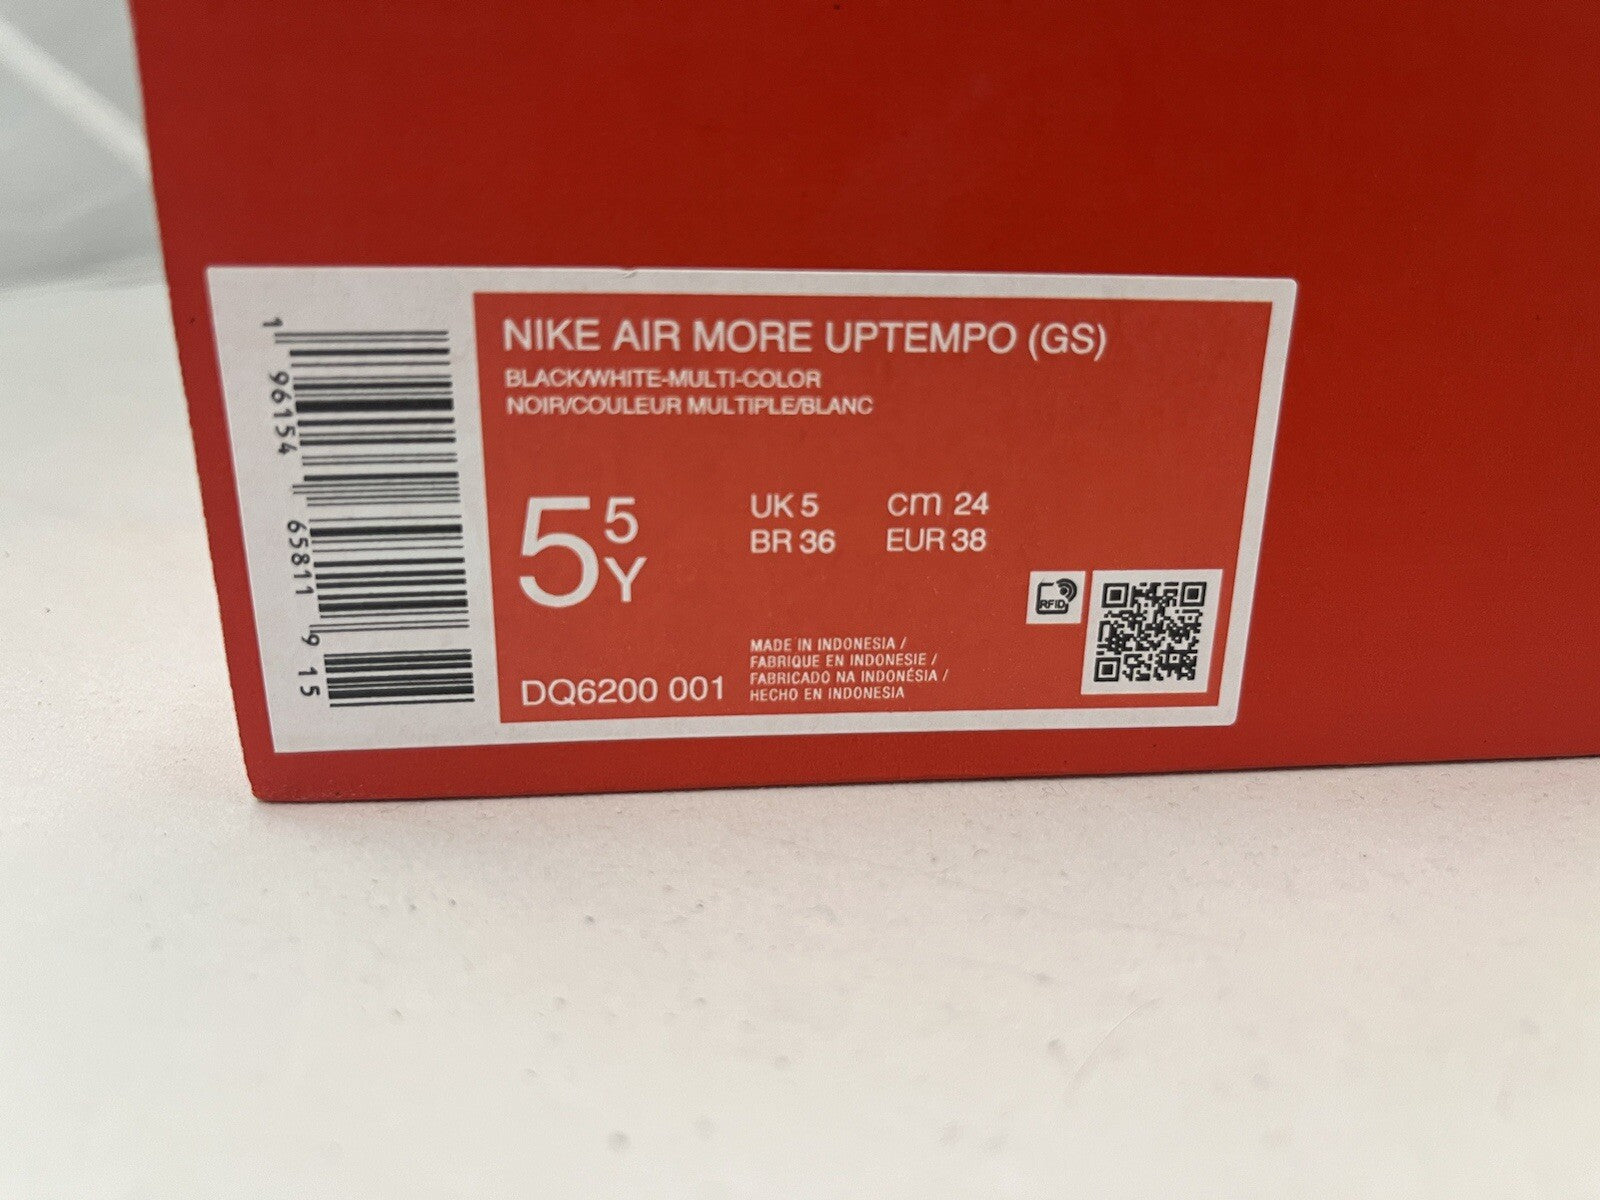 NIKE AIR MORE UPTEMPO (GS)
BLACK/WHITE-MULTI-COLOR
NOIR/COULEUR MULTIPLE/BLANC
5 5 Y
UK 5 cm 24
BR 36 EUR 38
RFID
MADE IN INDONESIA /
FABRIQUE EN INDONESIE /
FABRICADO NA INDONÉSIA /
HECHO EN INDONESIA
DQ6200 001
1 96154 65811 9 15